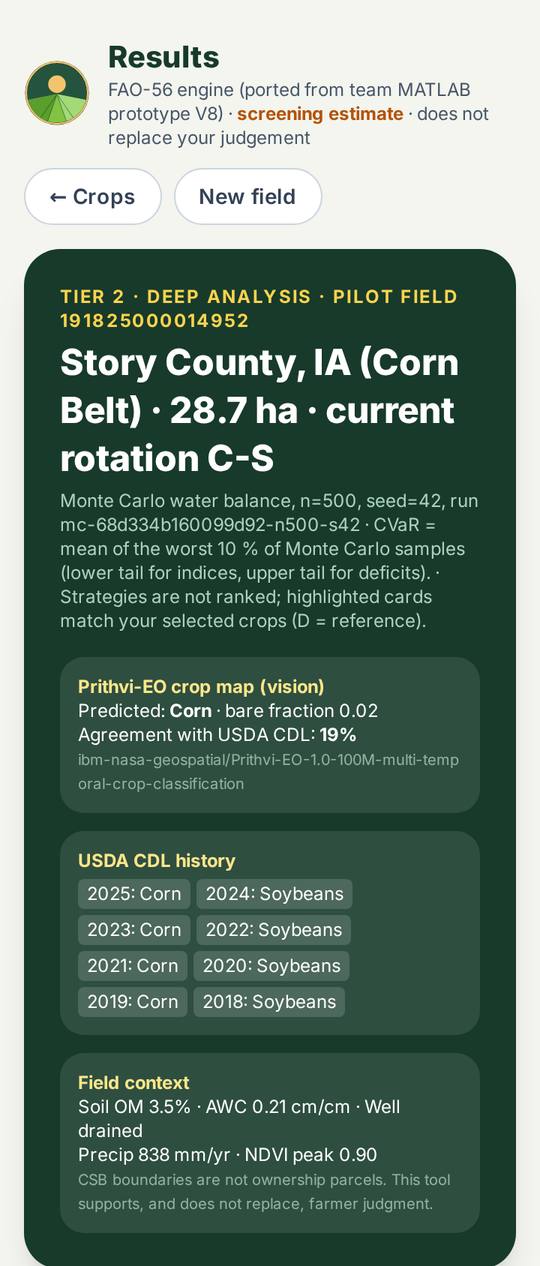 Results
FAO-56 engine (ported from team MATLAB
prototype V8) · screening estimate · does not
replace your judgement
← Crops
New field
TIER 2 · DEEP ANALYSIS · PILOT FIELD
191825000014952
Story County, IA (Corn
Belt) · 28.7 ha · current
rotation C-S
Monte Carlo water balance, n=500, seed=42, run
mc-68d334b160099d92-n500-s42 · CVaR =
mean of the worst 10 % of Monte Carlo samples
(lower tail for indices, upper tail for deficits). ·
Strategies are not ranked; highlighted cards
match your selected crops (D = reference).
Prithvi-EO crop map (vision)
Predicted: Corn · bare fraction 0.02
Agreement with USDA CDL: 19%
ibm-nasa-geospatial/Prithvi-EO-1.0-100M-multi-temp
oral-crop-classification
USDA CDL history
2025: Corn 2024: Soybeans
2023: Corn 2022: Soybeans
2021: Corn 2020: Soybeans
2019: Corn 2018: Soybeans
Field context
Soil OM 3.5% · AWC 0.21 cm/cm · Well
drained
Precip 838 mm/yr · NDVI peak 0.90
CSB boundaries are not ownership parcels. This tool
supports, and does not replace, farmer judgment.